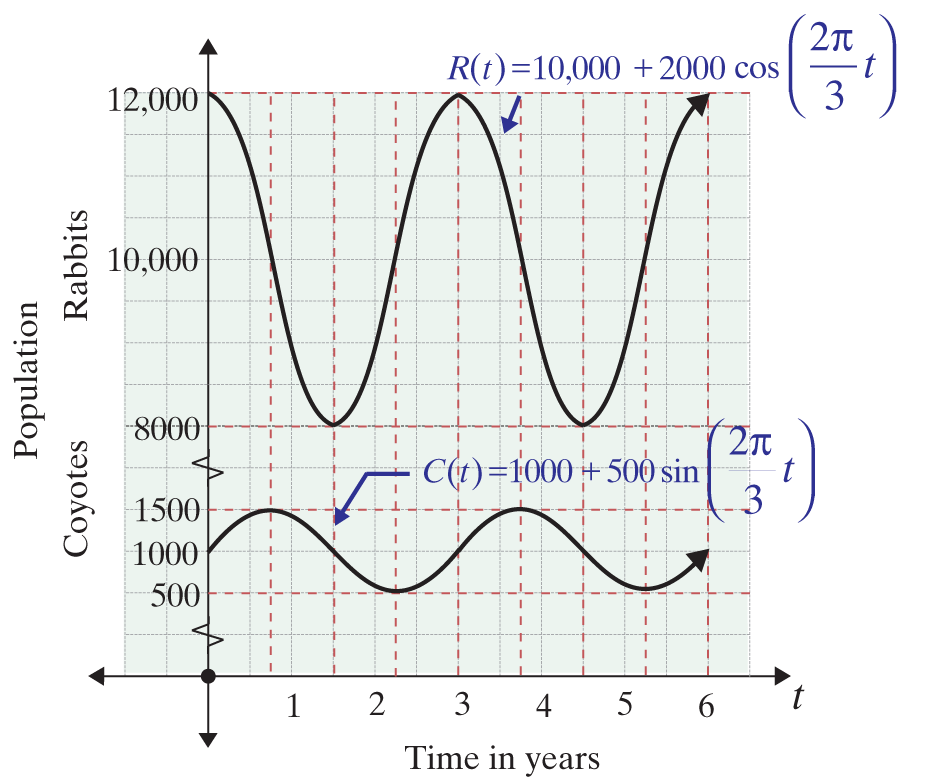 R(t)=10,000 +2000 cos(2π/3 t)
12,000
10,000
8000
Rabbits
Population
Coyotes
C(t)=1000 +500 sin(2π/3 t)
1500
1000
500
1 2 3 4 5 6 t
Time in years